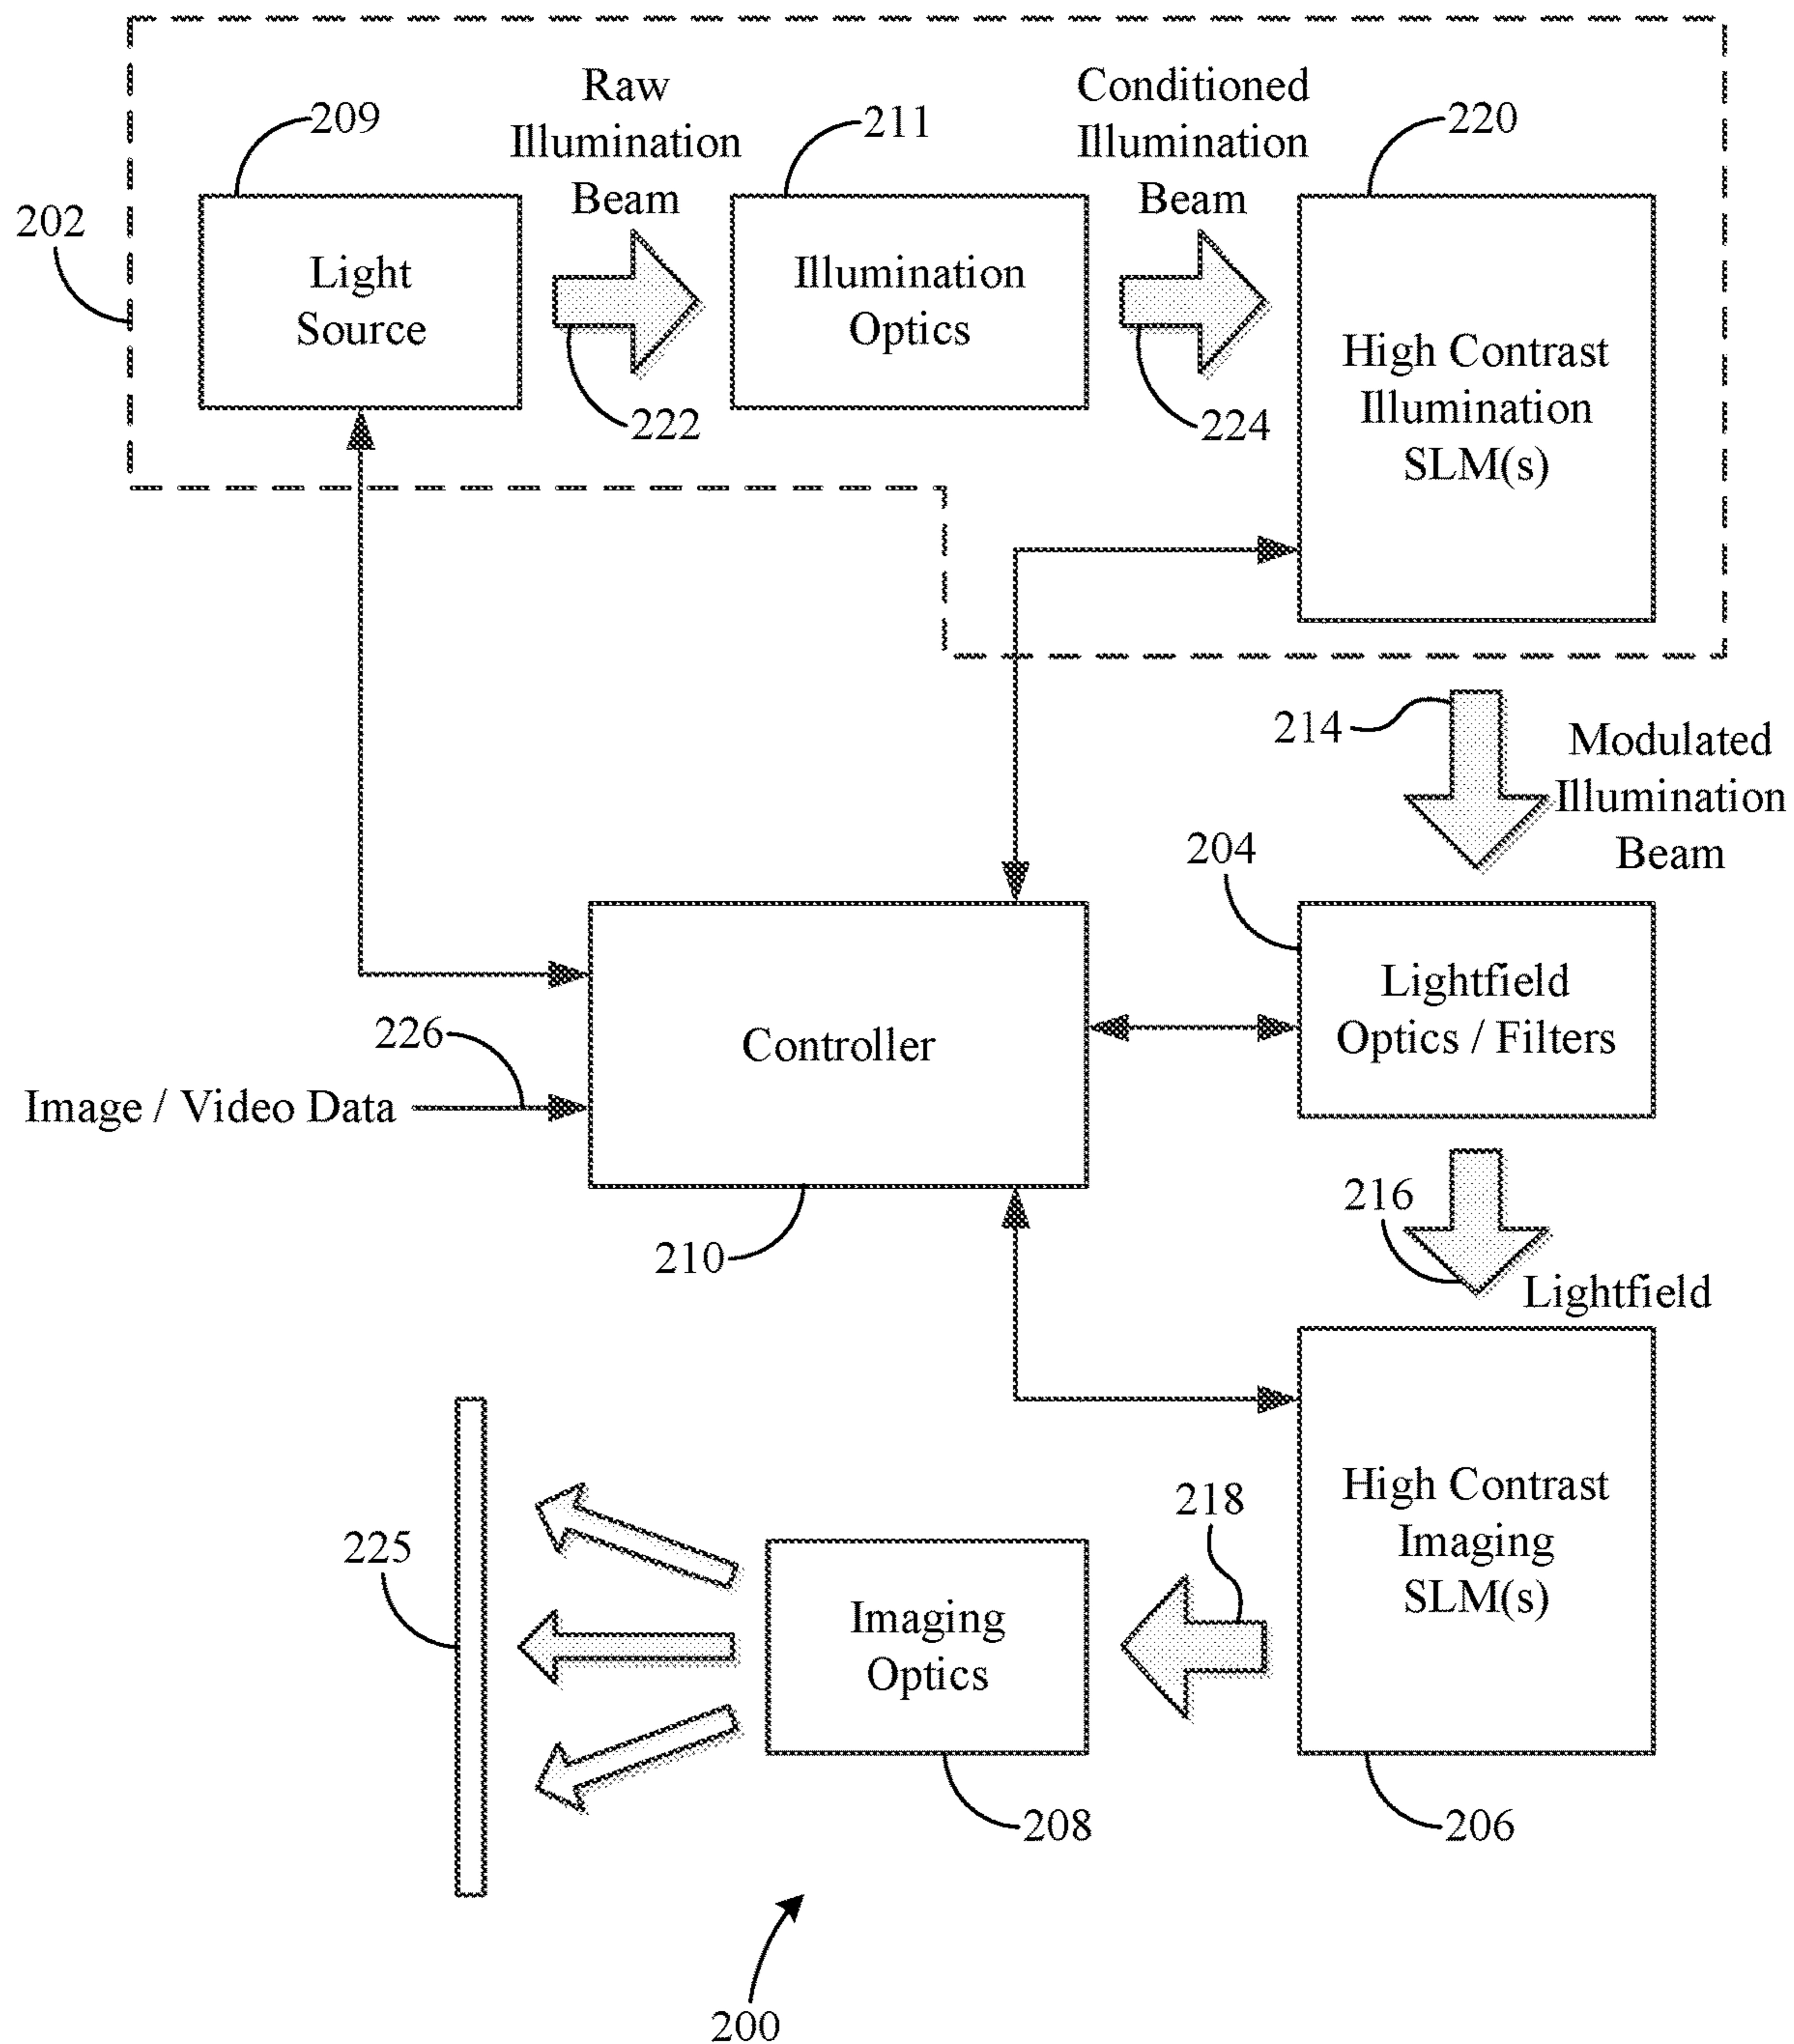 Raw
Illumination
Beam
Conditioned
Illumination
Beam
209
211
220
202
Light
Source
Illumination
Optics
High Contrast
Illumination
SLM(s)
222
224
214
Modulated
Illumination
Beam
204
Lightfield
Optics / Filters
Controller
226
Image / Video Data
210
216
Lightfield
High Contrast
Imaging
SLM(s)
218
225
Imaging
Optics
208
206
200